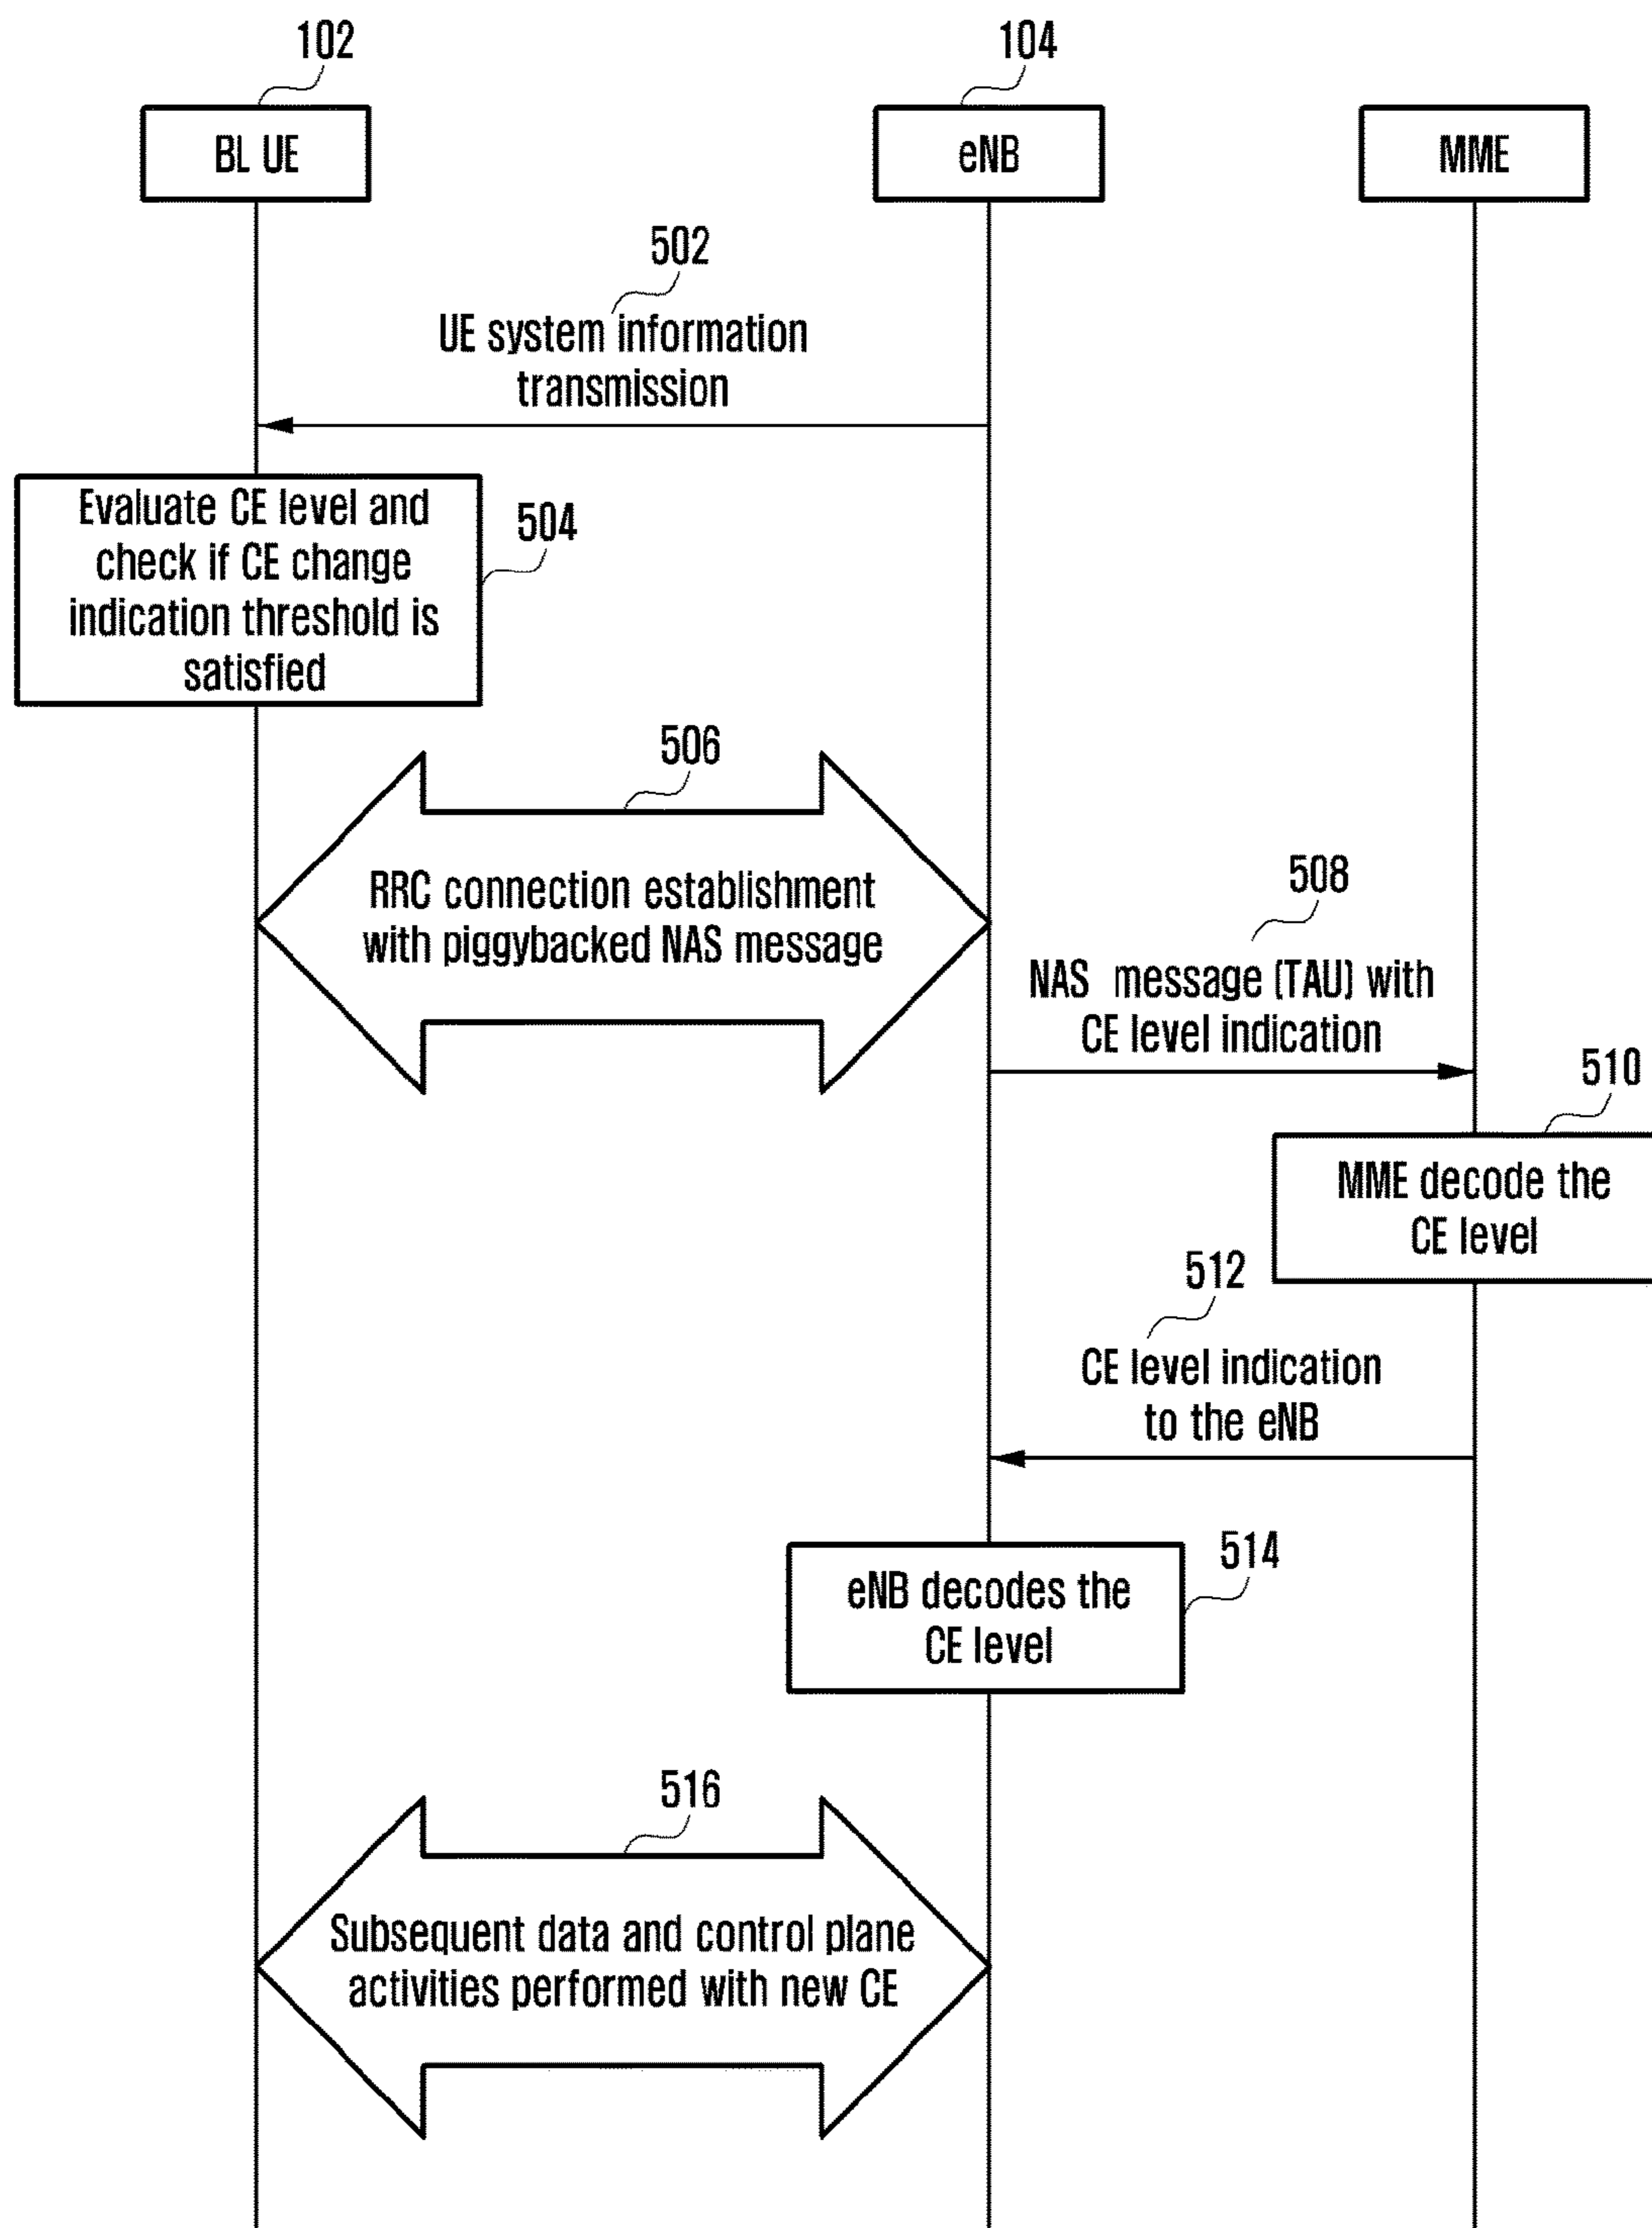 102
104
BL UE
eNB
MME
502
UE system information
transmission
Evaluate CE level and
check if CE change
indication threshold is
satisfied
504
506
RRC connection establishment
with piggybacked NAS message
508
NAS message (TAU) with
CE level indication
510
MME decode the
CE level
512
CE level indication
to the eNB
514
eNB decodes the
CE level
516
Subsequent data and control plane
activities performed with new CE